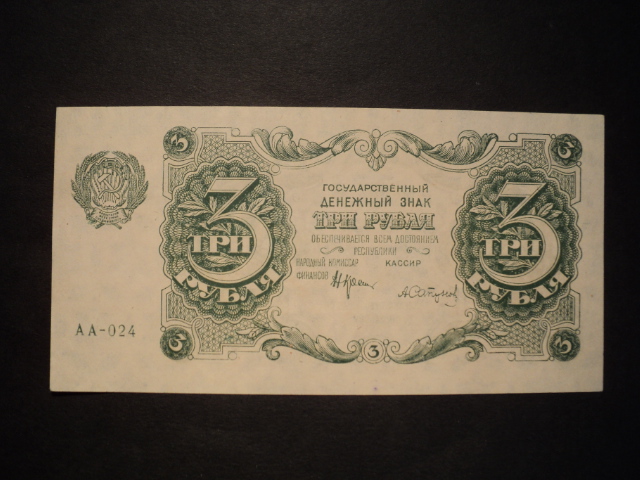 3
3
3
ТРИ
РУБЛЯ
ГОСУДАРСТВЕННЫЙ
ДЕНЕЖНЫЙ ЗНАК
ТРИ РУБЛЯ
ОБЕСПЕЧИВАЕТСЯ ВСЕМ ДОСТОЯНИЕМ
РЕСПУБЛИКИ
НАРОДНЫЙ КОМИССАР
ФИНАНСОВ
КАССИР
3
ТРИ
РУБЛЯ
АА-024
3
3
3